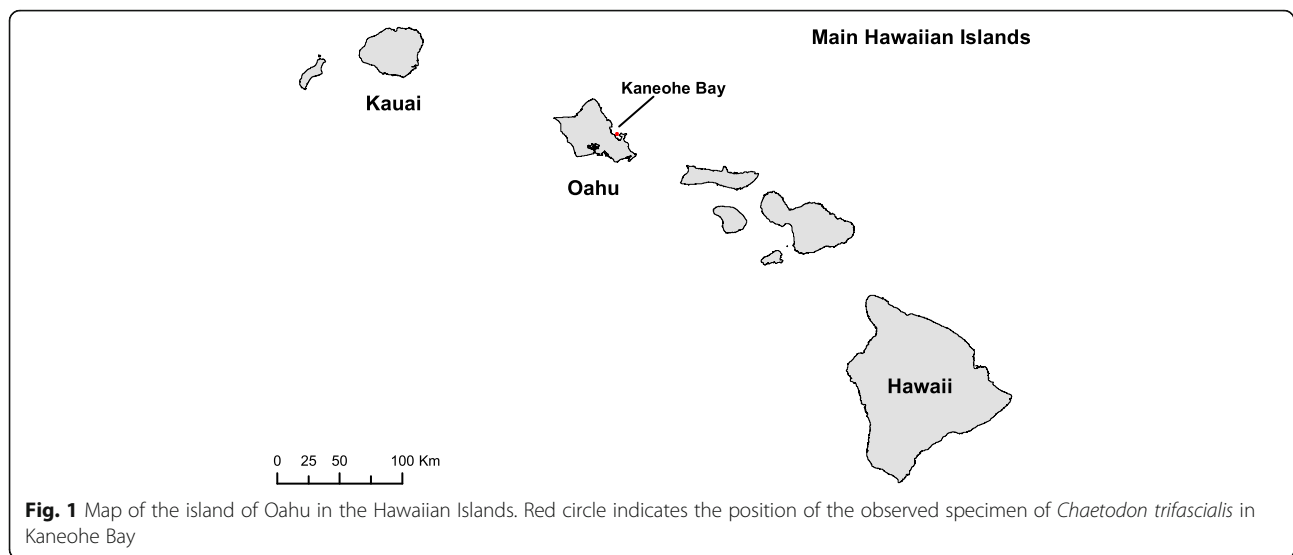 Main Hawaiian Islands
Kaneohe Bay
Kauai
Oahu
Hawaii
0 25 50 100 Km
Fig. 1 Map of the island of Oahu in the Hawaiian Islands. Red circle indicates the position of the observed specimen of Chaetodon trifascialis in
Kaneohe Bay